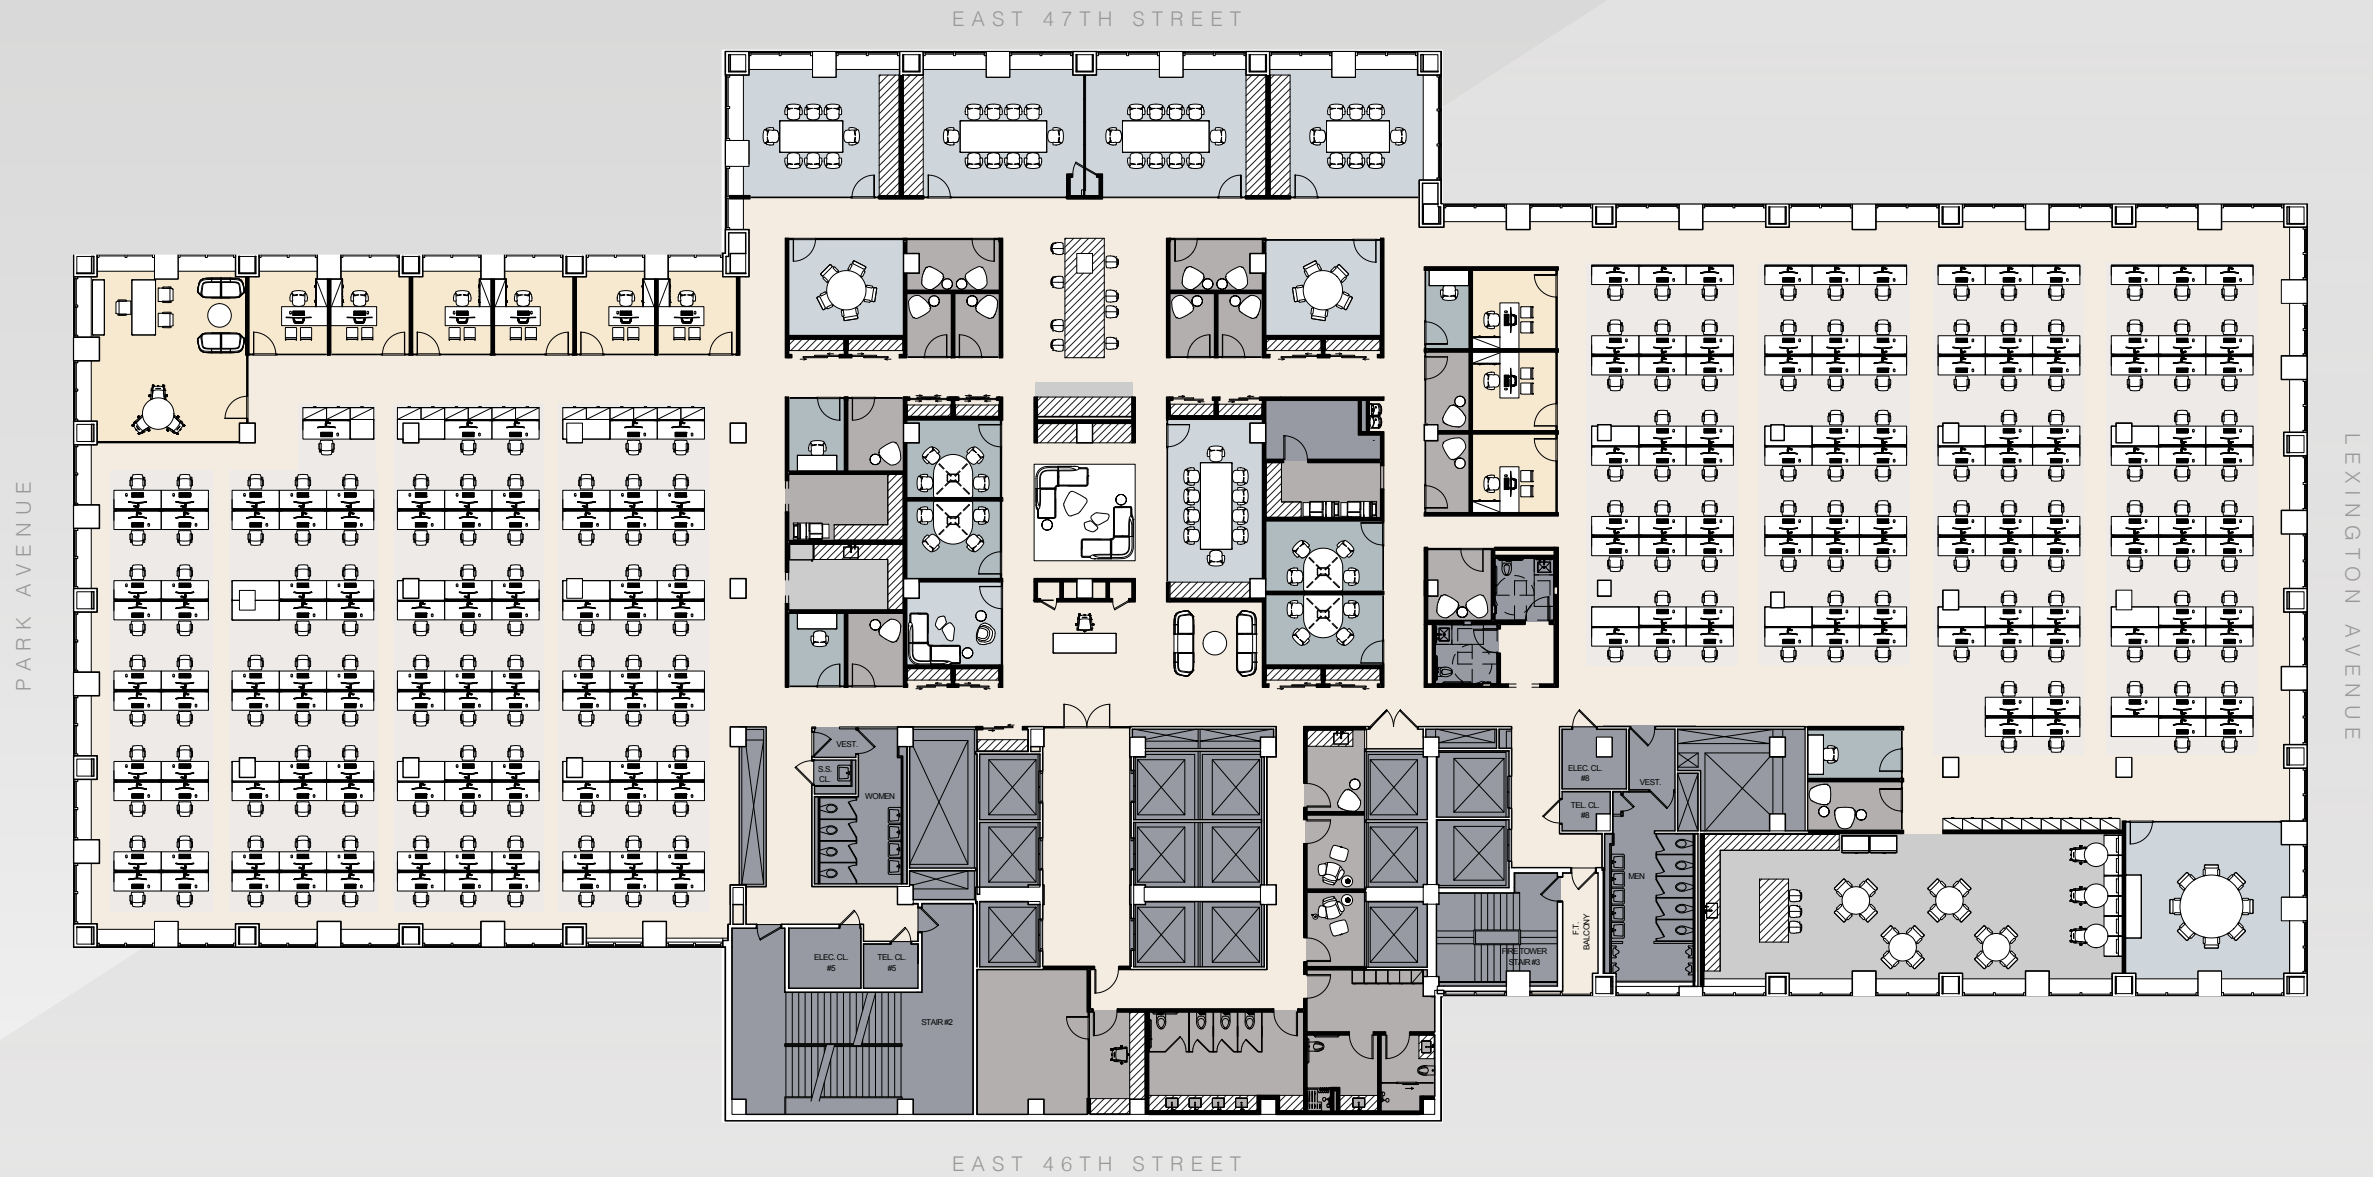 EAST 47TH STREET
PARK AVENUE
LEXINGTON AVENUE
VEST.
S.S.
CL.
WOMEN
ELEC. CL.
#8
VEST.
TEL. CL.
#8
MEN
F.T.
BALCONY
FIRE TOWER
STAIR #3
ELEC. CL.
#5
TEL. CL.
#5
STAIR #2
EAST 46TH STREET